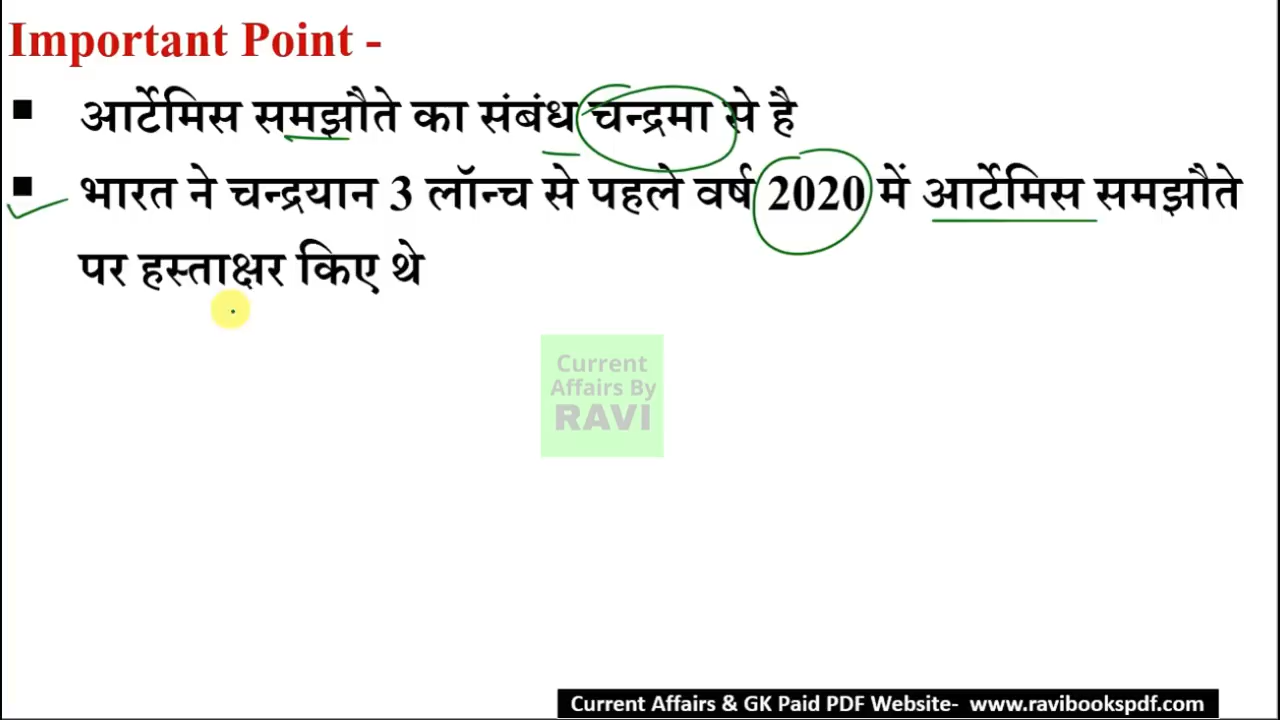 Important Point -
▪ आर्टेमिस समझौते का संबंध चन्द्रमा से है
▪ भारत ने चन्द्रयान 3 लॉन्च से पहले वर्ष 2020 में आर्टेमिस समझौते
पर हस्ताक्षर किए थे
Current
Affairs By
RAVI
Current Affairs & GK Paid PDF Website- www.ravibookspdf.com